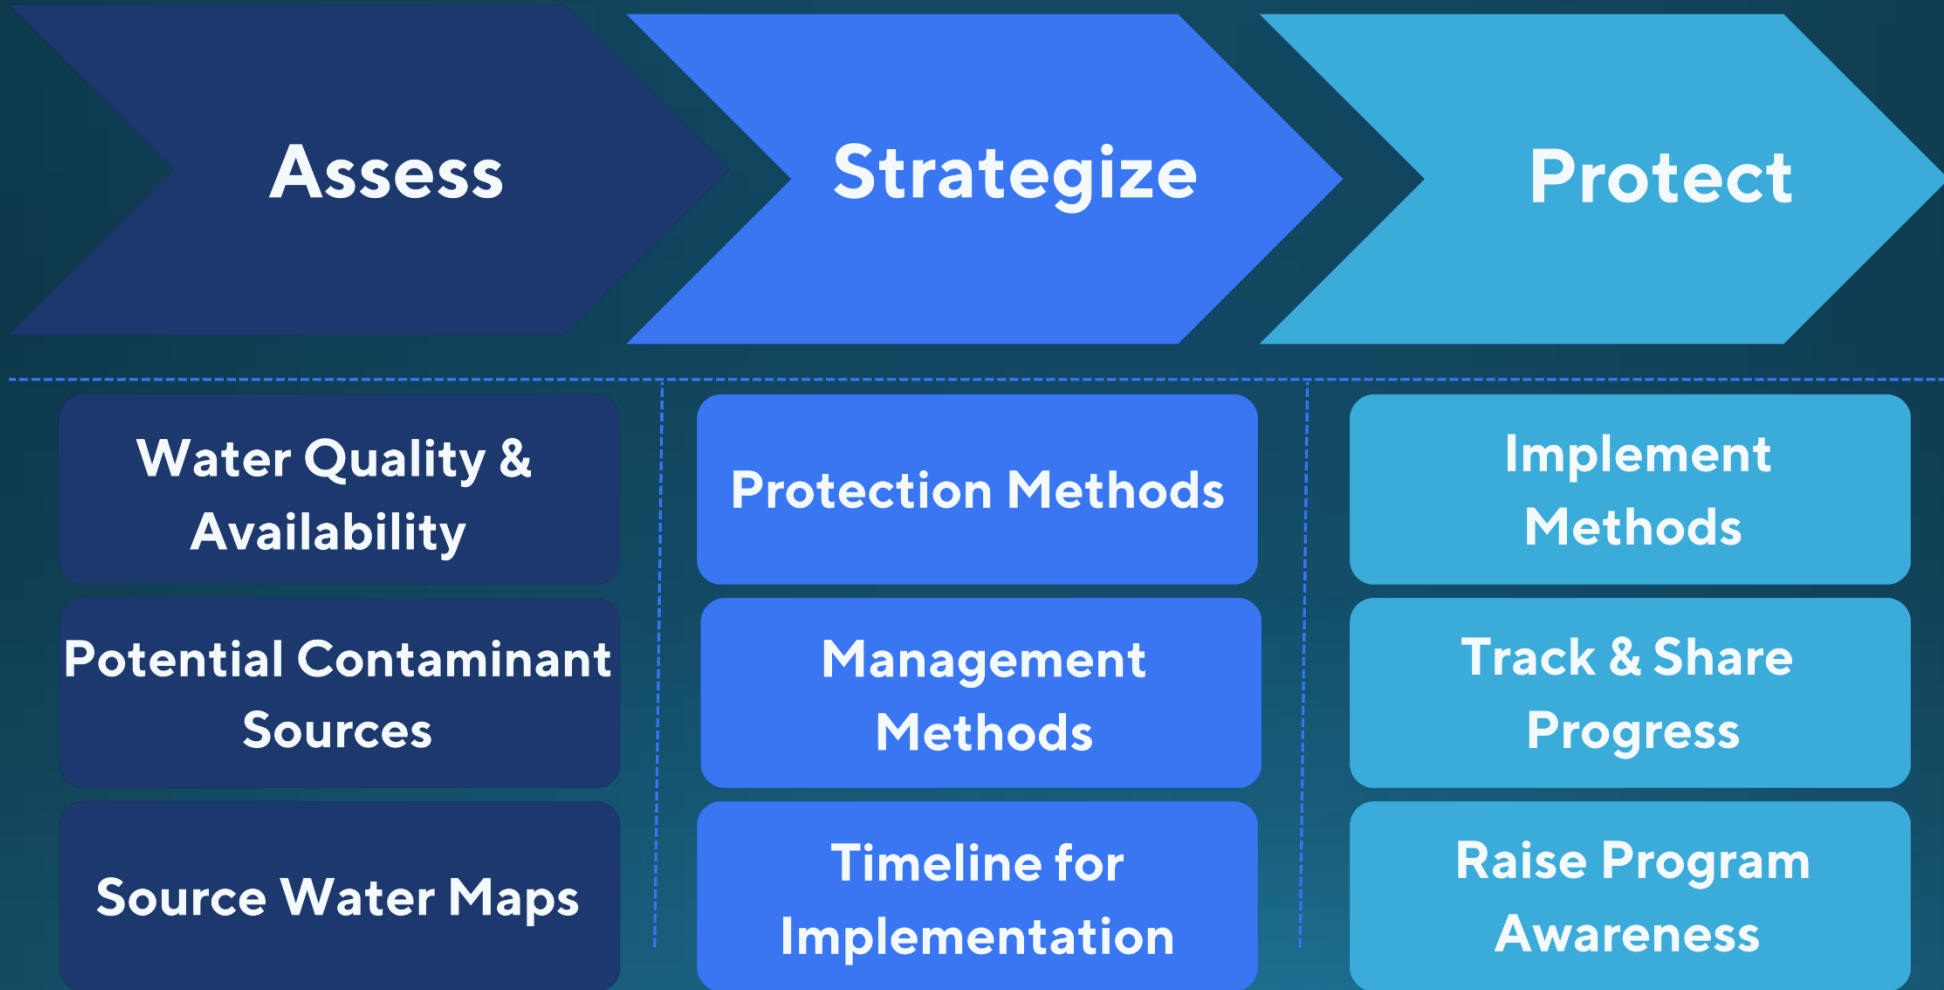 Assess
Strategize
Protect
Water Quality &
Availability
Potential Contaminant
Sources
Source Water Maps
Protection Methods
Management
Methods
Timeline for
Implementation
Implement
Methods
Track & Share
Progress
Raise Program
Awareness